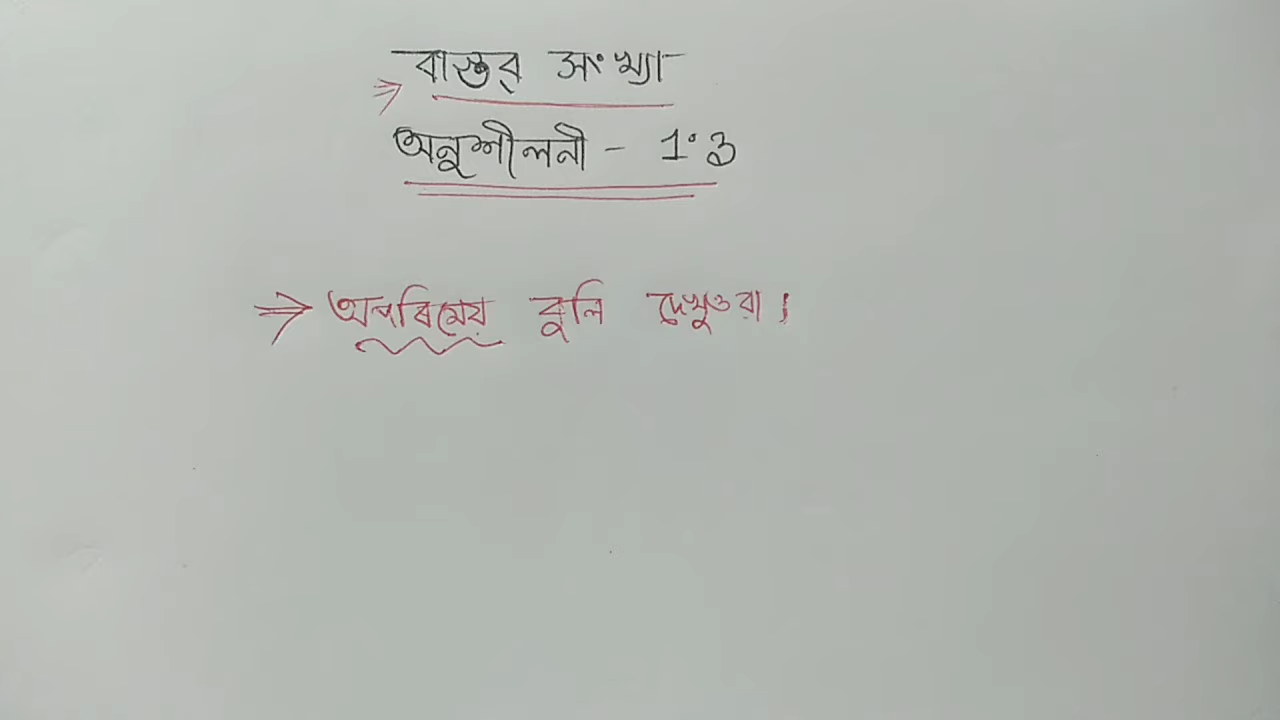 বাস্তৱ সংখ্যা
অনুশীলনী - 1.3
⇒ অপৰিমেয় বুলি দেখুওৱা।